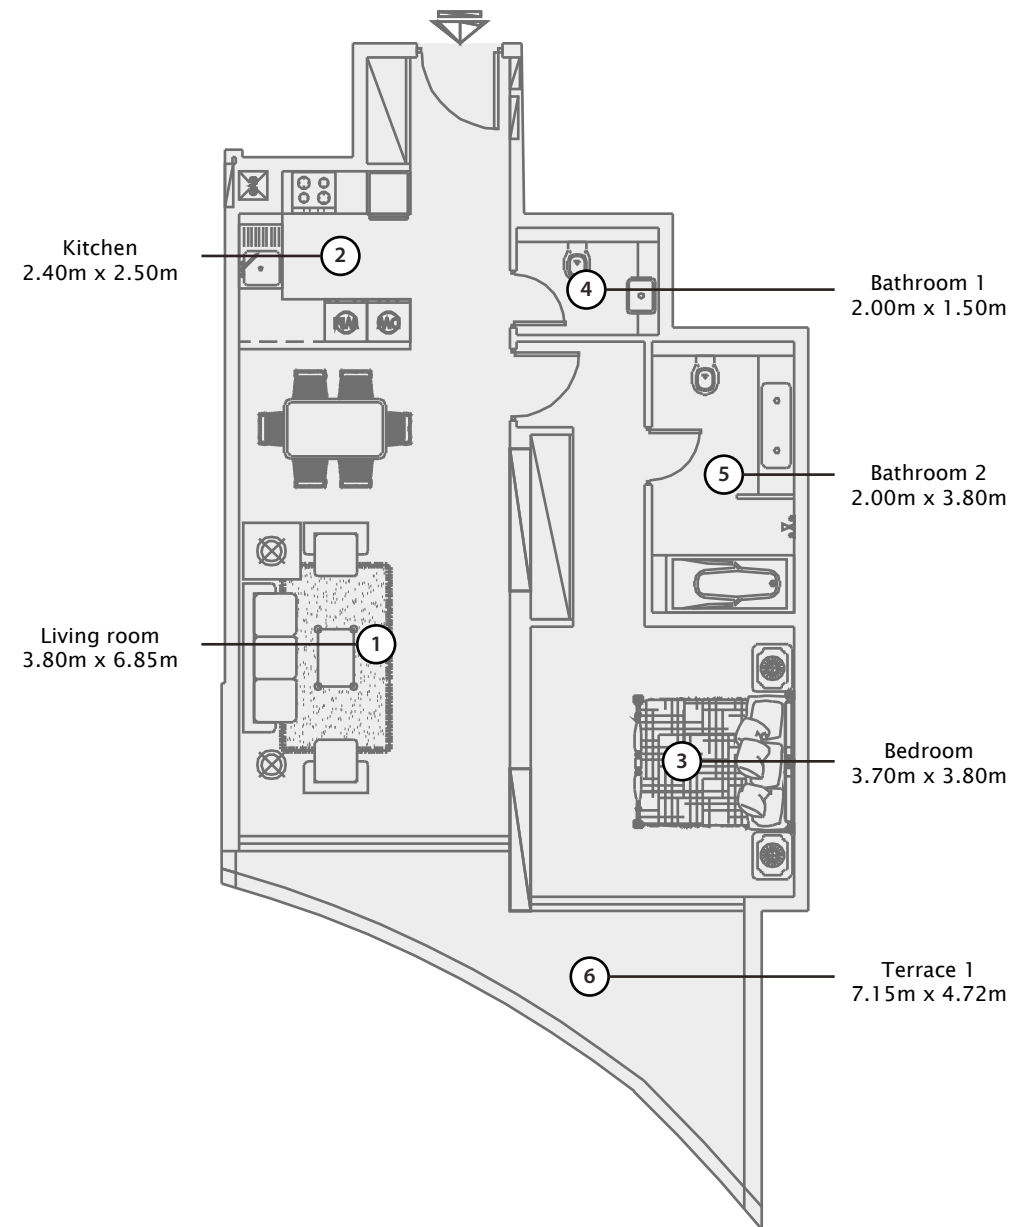 Kitchen
2.40m x 2.50m
2
4
Bathroom 1
2.00m x 1.50m
5
Bathroom 2
2.00m x 3.80m
Living room
3.80m x 6.85m
1
3
Bedroom
3.70m x 3.80m
6
Terrace 1
7.15m x 4.72m